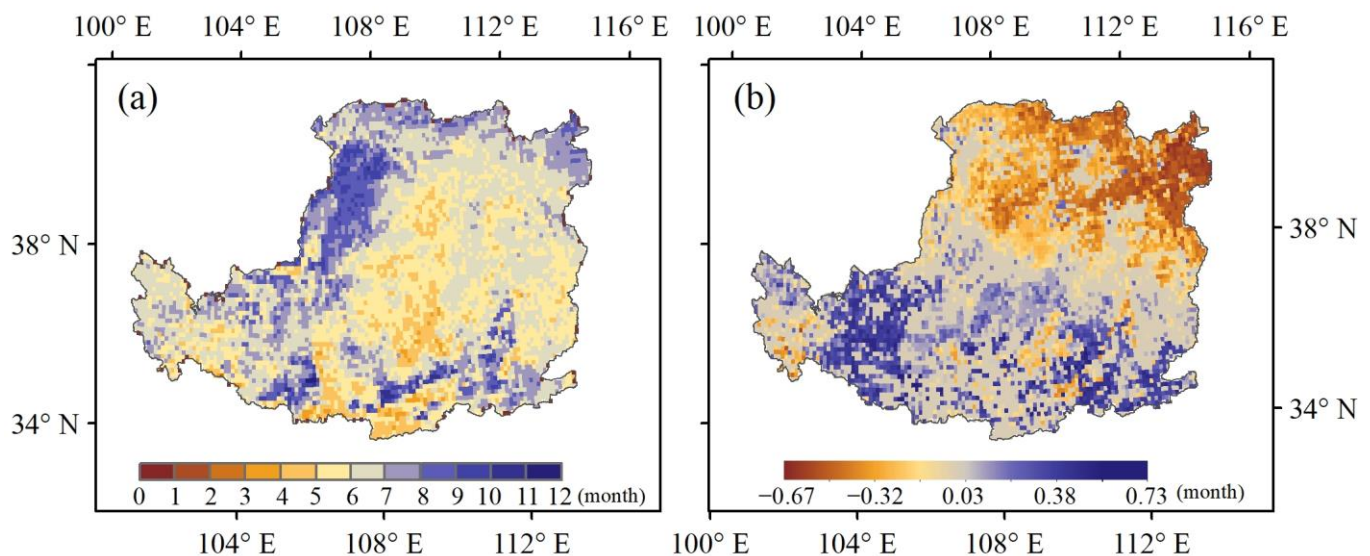 100° E 104° E 108° E 112° E 116° E 100° E 104° E 108° E 112° E 116° E
(a) (b)
38° N 38° N
34° N 34° N
0 1 2 3 4 5 6 7 8 9 10 11 12 (month) −0.67 −0.32 0.03 0.38 0.73 (month)
104° E 108° E 112° E 100° E 104° E 108° E 112° E